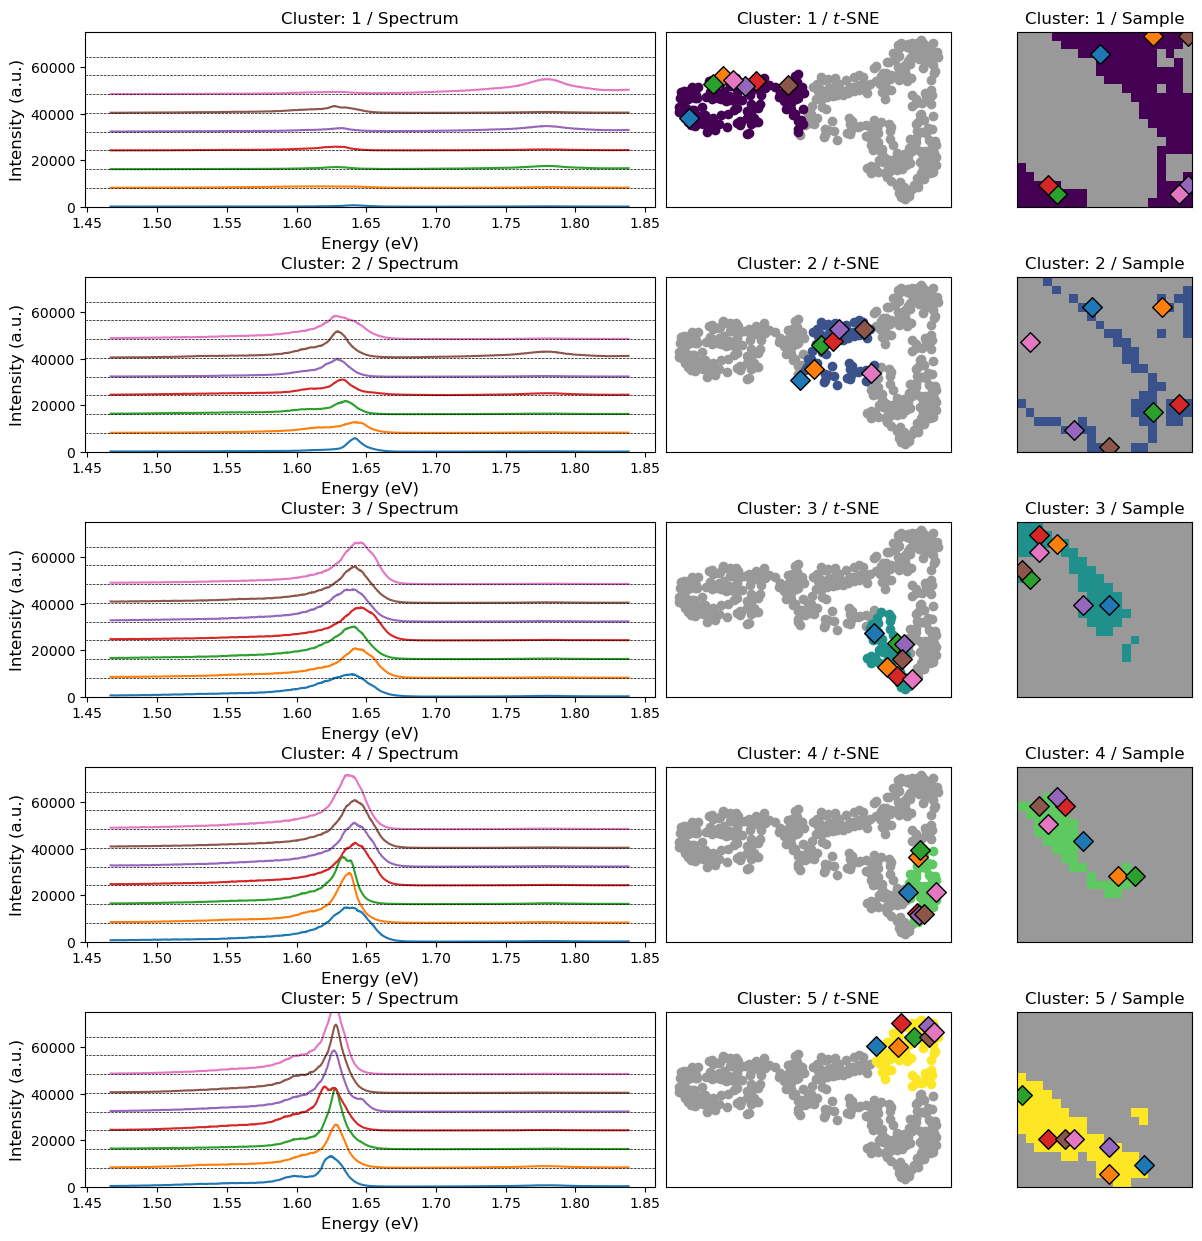 Cluster: 1 / Spectrum
Cluster: 1 / t-SNE
Cluster: 1 / Sample
Intensity (a.u.)
60000
40000
20000
0
1.45 1.50 1.55 1.60 1.65 1.70 1.75 1.80 1.85
Energy (eV)
Cluster: 2 / Spectrum
Cluster: 2 / t-SNE
Cluster: 2 / Sample
Intensity (a.u.)
60000
40000
20000
0
1.45 1.50 1.55 1.60 1.65 1.70 1.75 1.80 1.85
Energy (eV)
Cluster: 3 / Spectrum
Cluster: 3 / t-SNE
Cluster: 3 / Sample
Intensity (a.u.)
60000
40000
20000
0
1.45 1.50 1.55 1.60 1.65 1.70 1.75 1.80 1.85
Energy (eV)
Cluster: 4 / Spectrum
Cluster: 4 / t-SNE
Cluster: 4 / Sample
Intensity (a.u.)
60000
40000
20000
0
1.45 1.50 1.55 1.60 1.65 1.70 1.75 1.80 1.85
Energy (eV)
Cluster: 5 / Spectrum
Cluster: 5 / t-SNE
Cluster: 5 / Sample
Intensity (a.u.)
60000
40000
20000
0
1.45 1.50 1.55 1.60 1.65 1.70 1.75 1.80 1.85
Energy (eV)